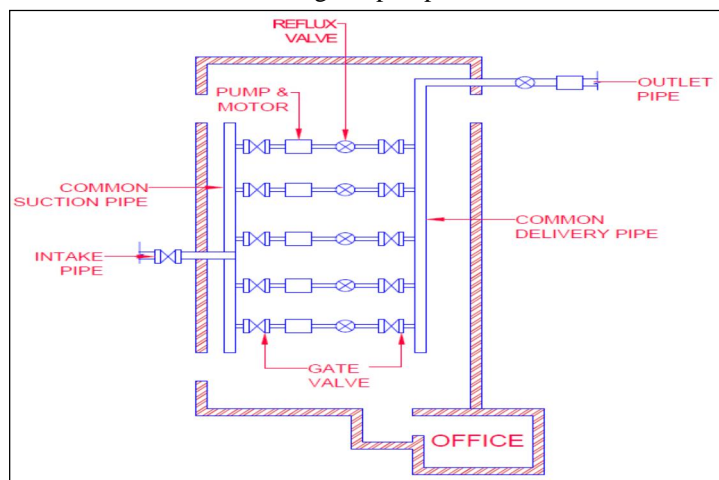 REFLUX
VALVE
PUMP &
MOTOR
OUTLET
PIPE
COMMON
SUCTION PIPE
COMMON
DELIVERY PIPE
INTAKE
PIPE
GATE
VALVE
OFFICE